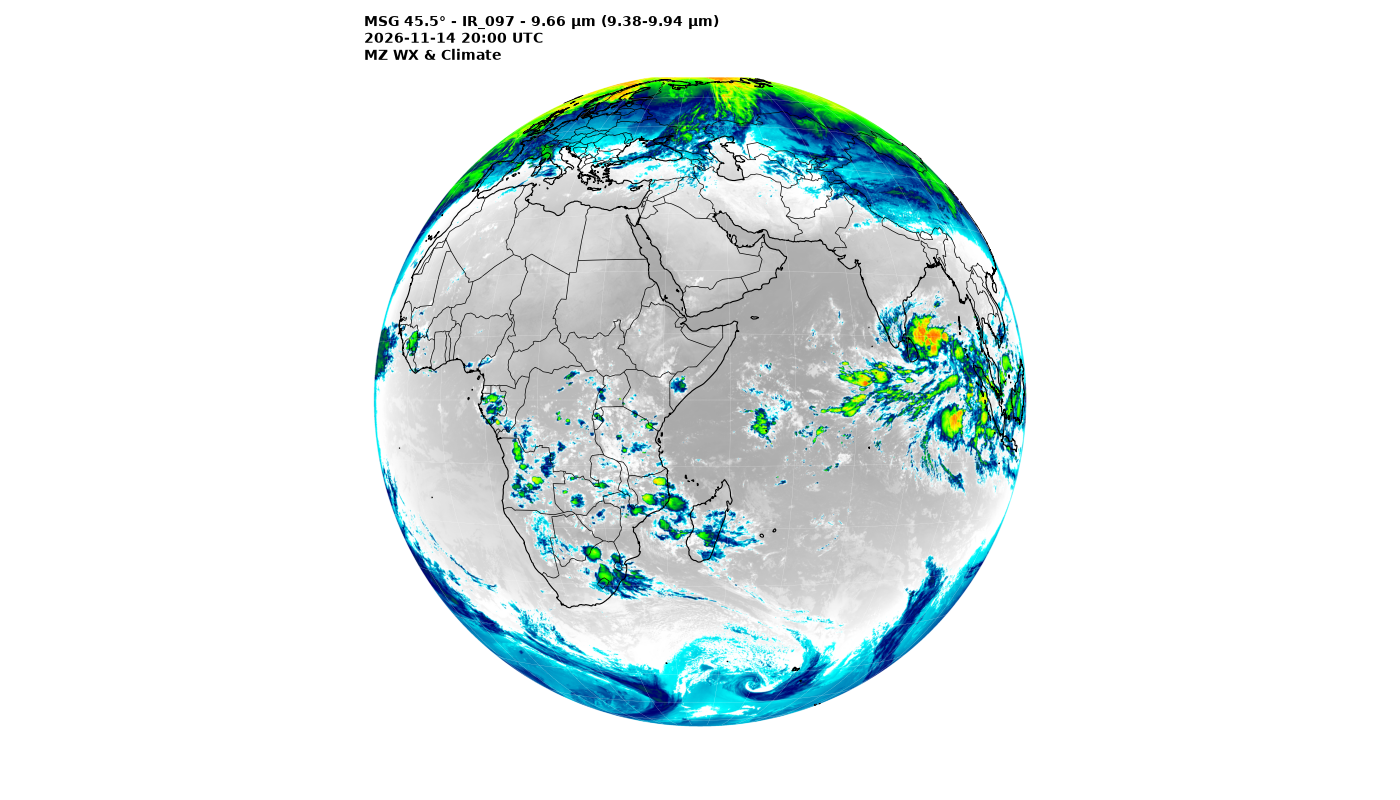 MSG 45.5° - IR_097 - 9.66 µm (9.38-9.94 µm)
2026-11-14 20:00 UTC
MZ WX & Climate